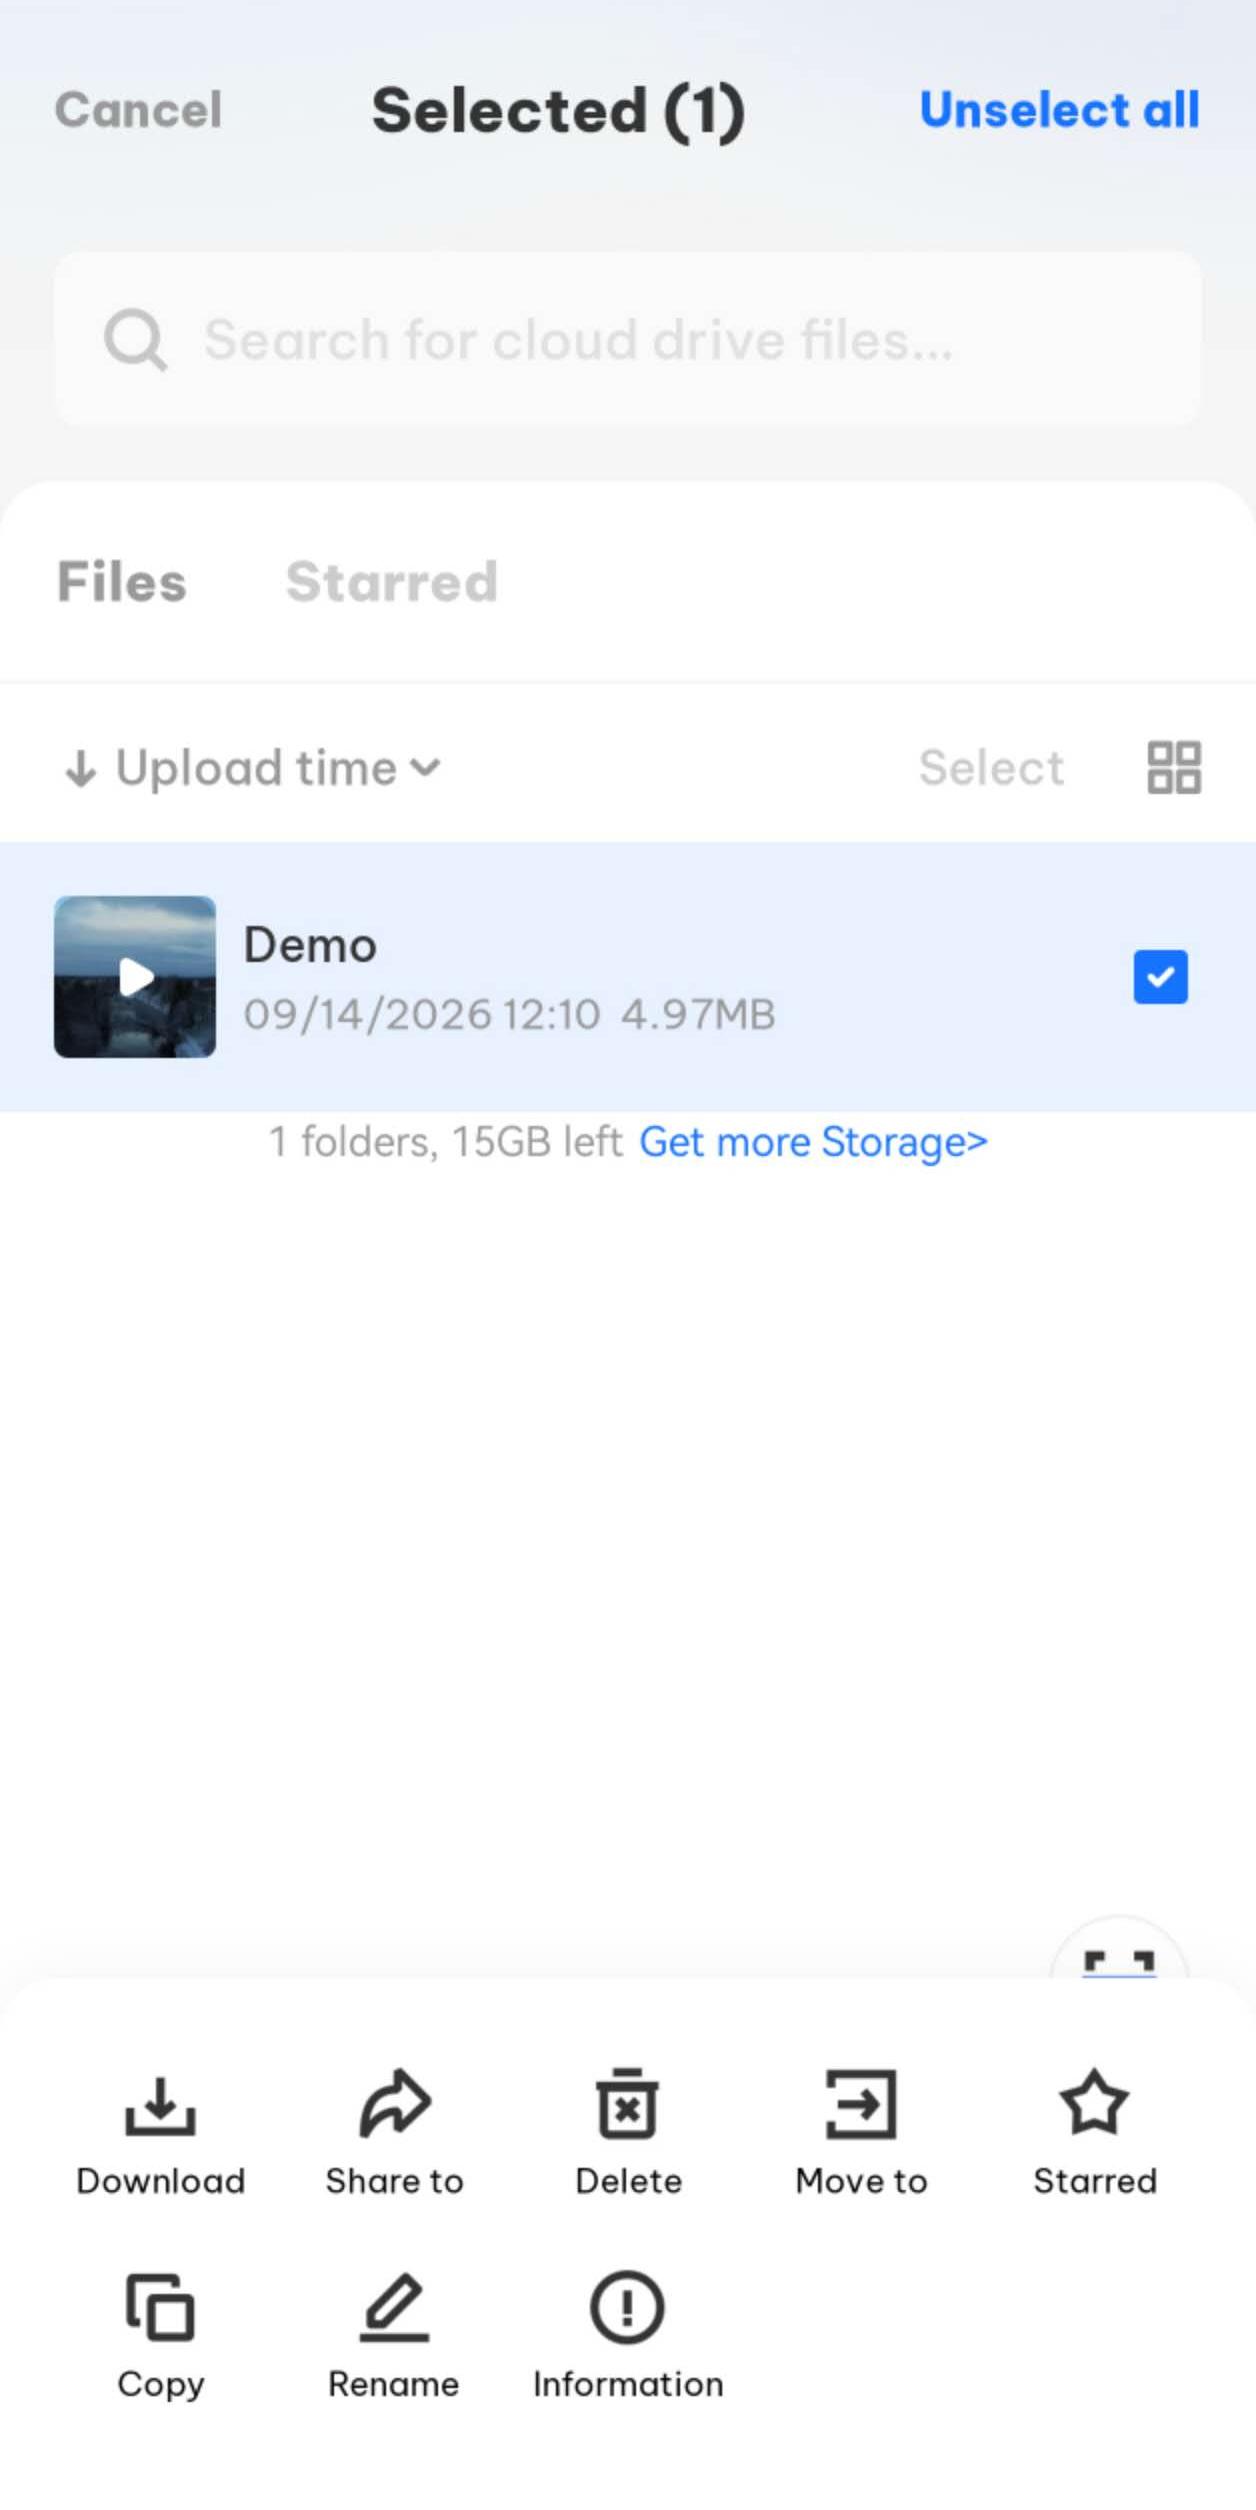 Cancel Selected (1) Unselect all
Search for cloud drive files...
Files Starred
Upload time Select
Demo
09/14/2026 12:10 4.97MB
1 folders, 15GB left Get more Storage>
Download Share to Delete Move to Starred
Copy Rename Information